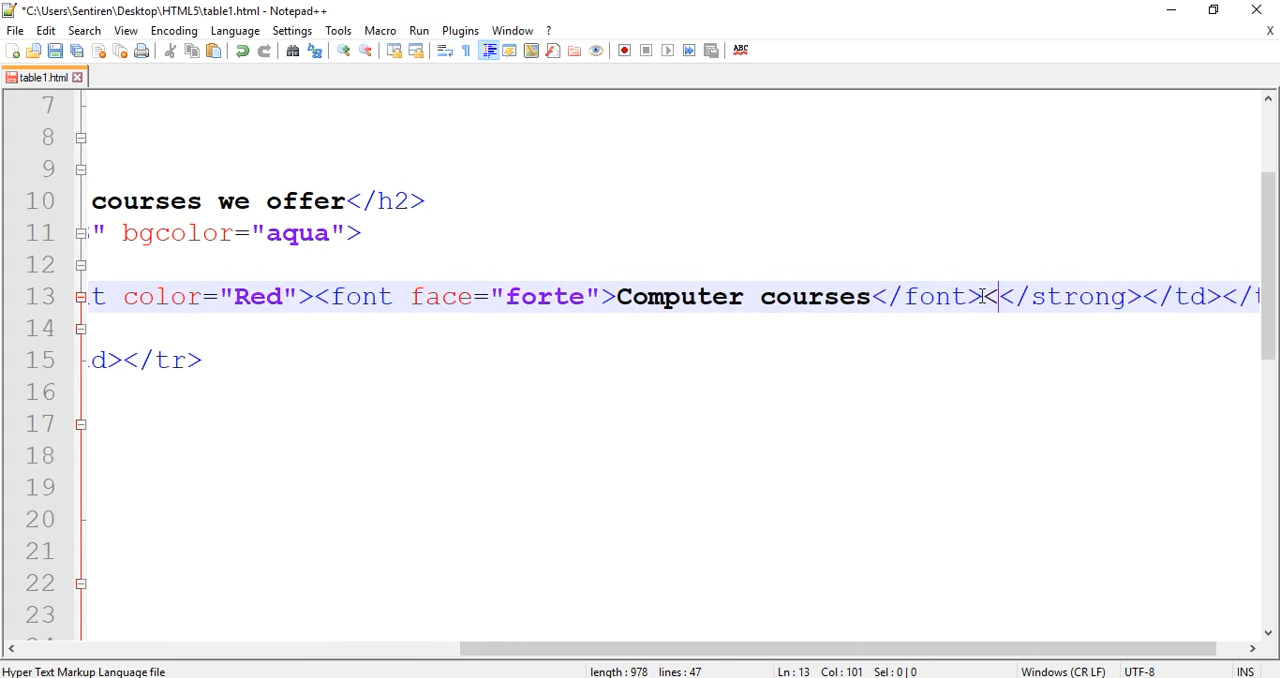 *C:\Users\Sentiren\Desktop\HTML5\table1.html - Notepad++
File Edit Search View Encoding Language Settings Tools Macro Run Plugins Window ? X
ABC
table1.html
7
8
9
10 courses we offer</h2>
11 " bgcolor="aqua">
12
13 t color="Red"><font face="forte">Computer courses</font><</strong></td></t
14
15 d></tr>
16
17
18
19
20
21
22
23
Hyper Text Markup Language file length : 978 lines : 47 Ln : 13 Col : 101 Sel : 0 | 0 Windows (CR LF) UTF-8 INS